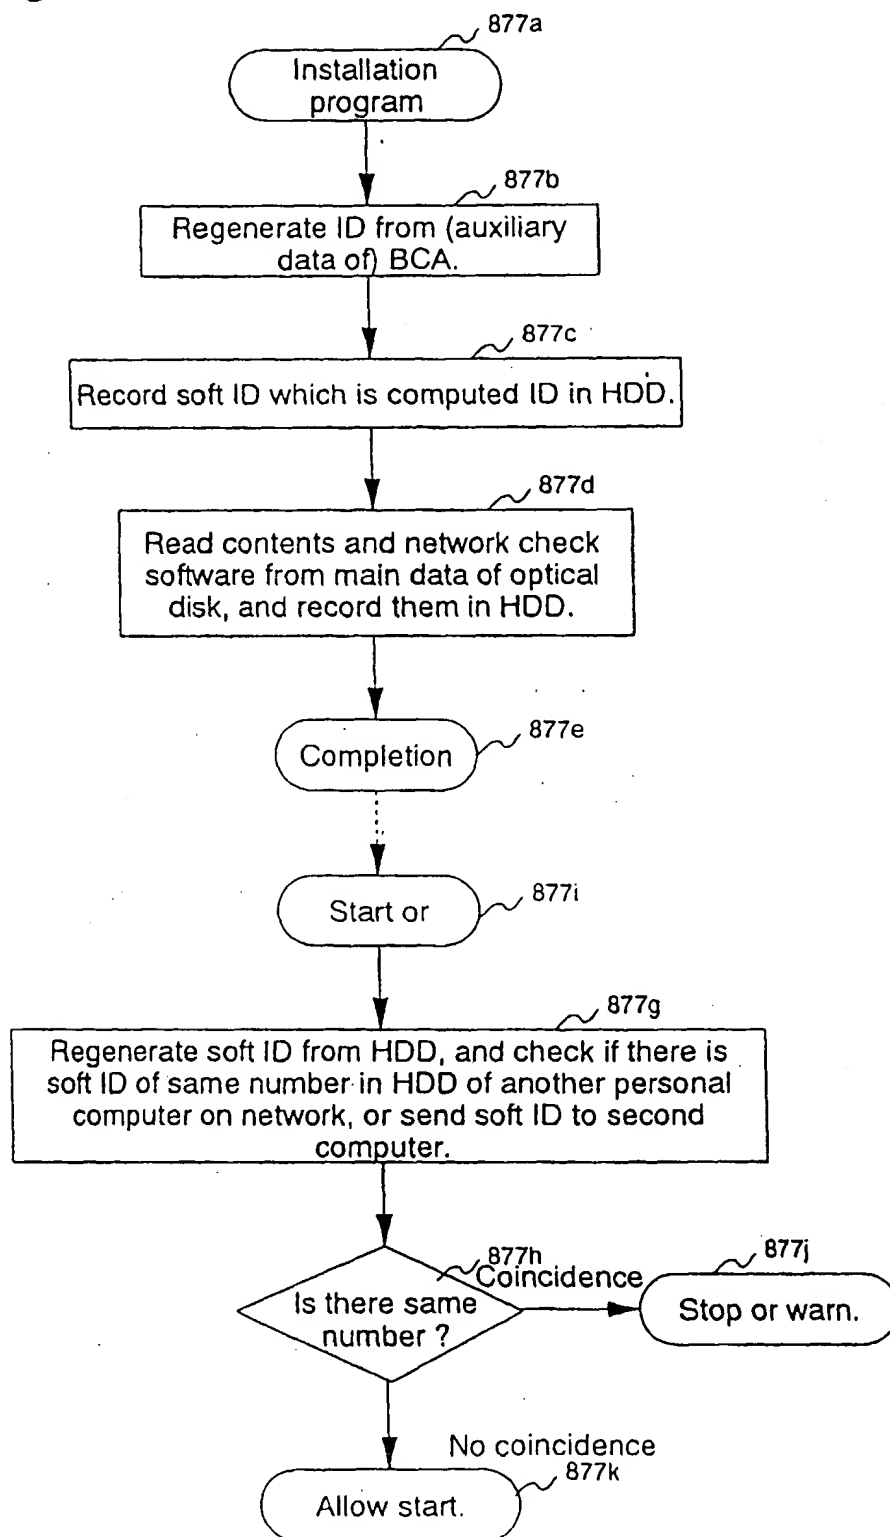 877a
Installation
program
877b
Regenerate ID from (auxiliary
data of) BCA.
877c
Record soft ID which is computed ID in HDD.
877d
Read contents and network check
software from main data of optical
disk, and record them in HDD.
877e
Completion
877i
Start or
877g
Regenerate soft ID from HDD, and check if there is
soft ID of same number in HDD of another personal
computer on network, or send soft ID to second
computer.
877h
Coincidence
877j
Is there same
number ?
Stop or warn.
No coincidence
877k
Allow start.